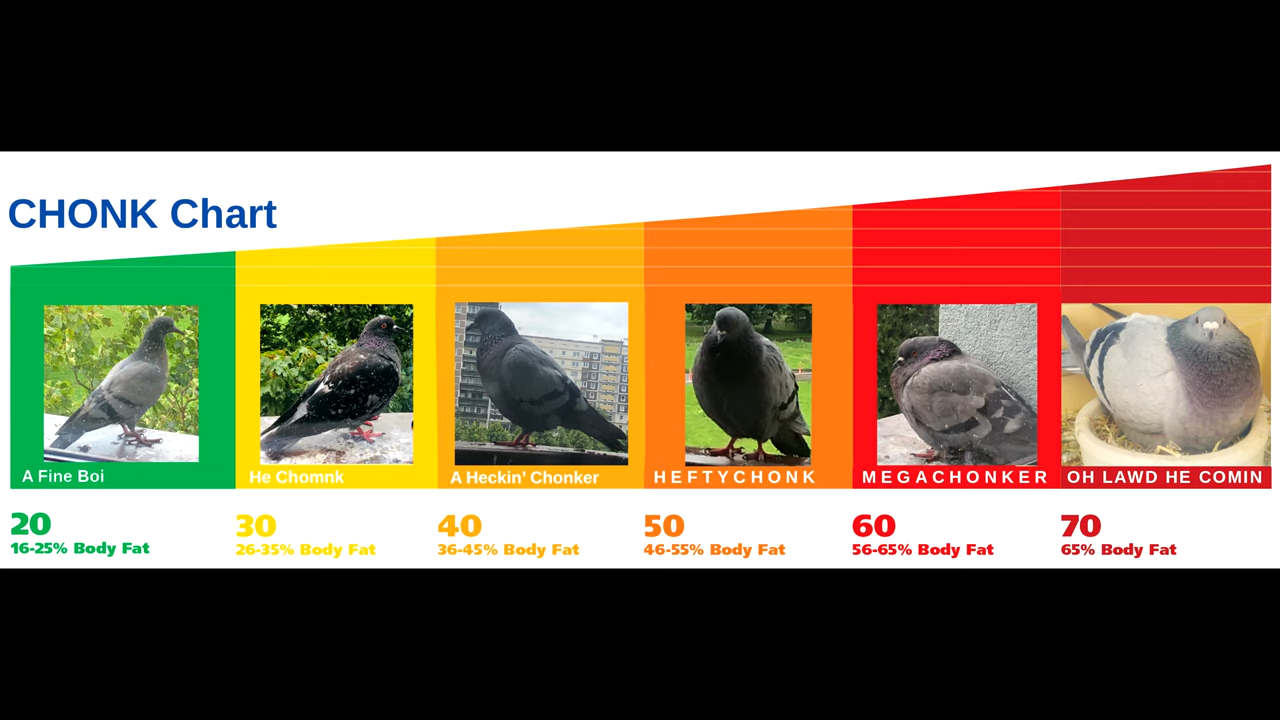 CHONK Chart
A Fine Boi
He Chomnk
A Heckin' Chonker
HEFTYCHONK
MEGACHONKER
OH LAWD HE COMIN
20
16-25% Body Fat
30
26-35% Body Fat
40
36-45% Body Fat
50
46-55% Body Fat
60
56-65% Body Fat
70
65% Body Fat